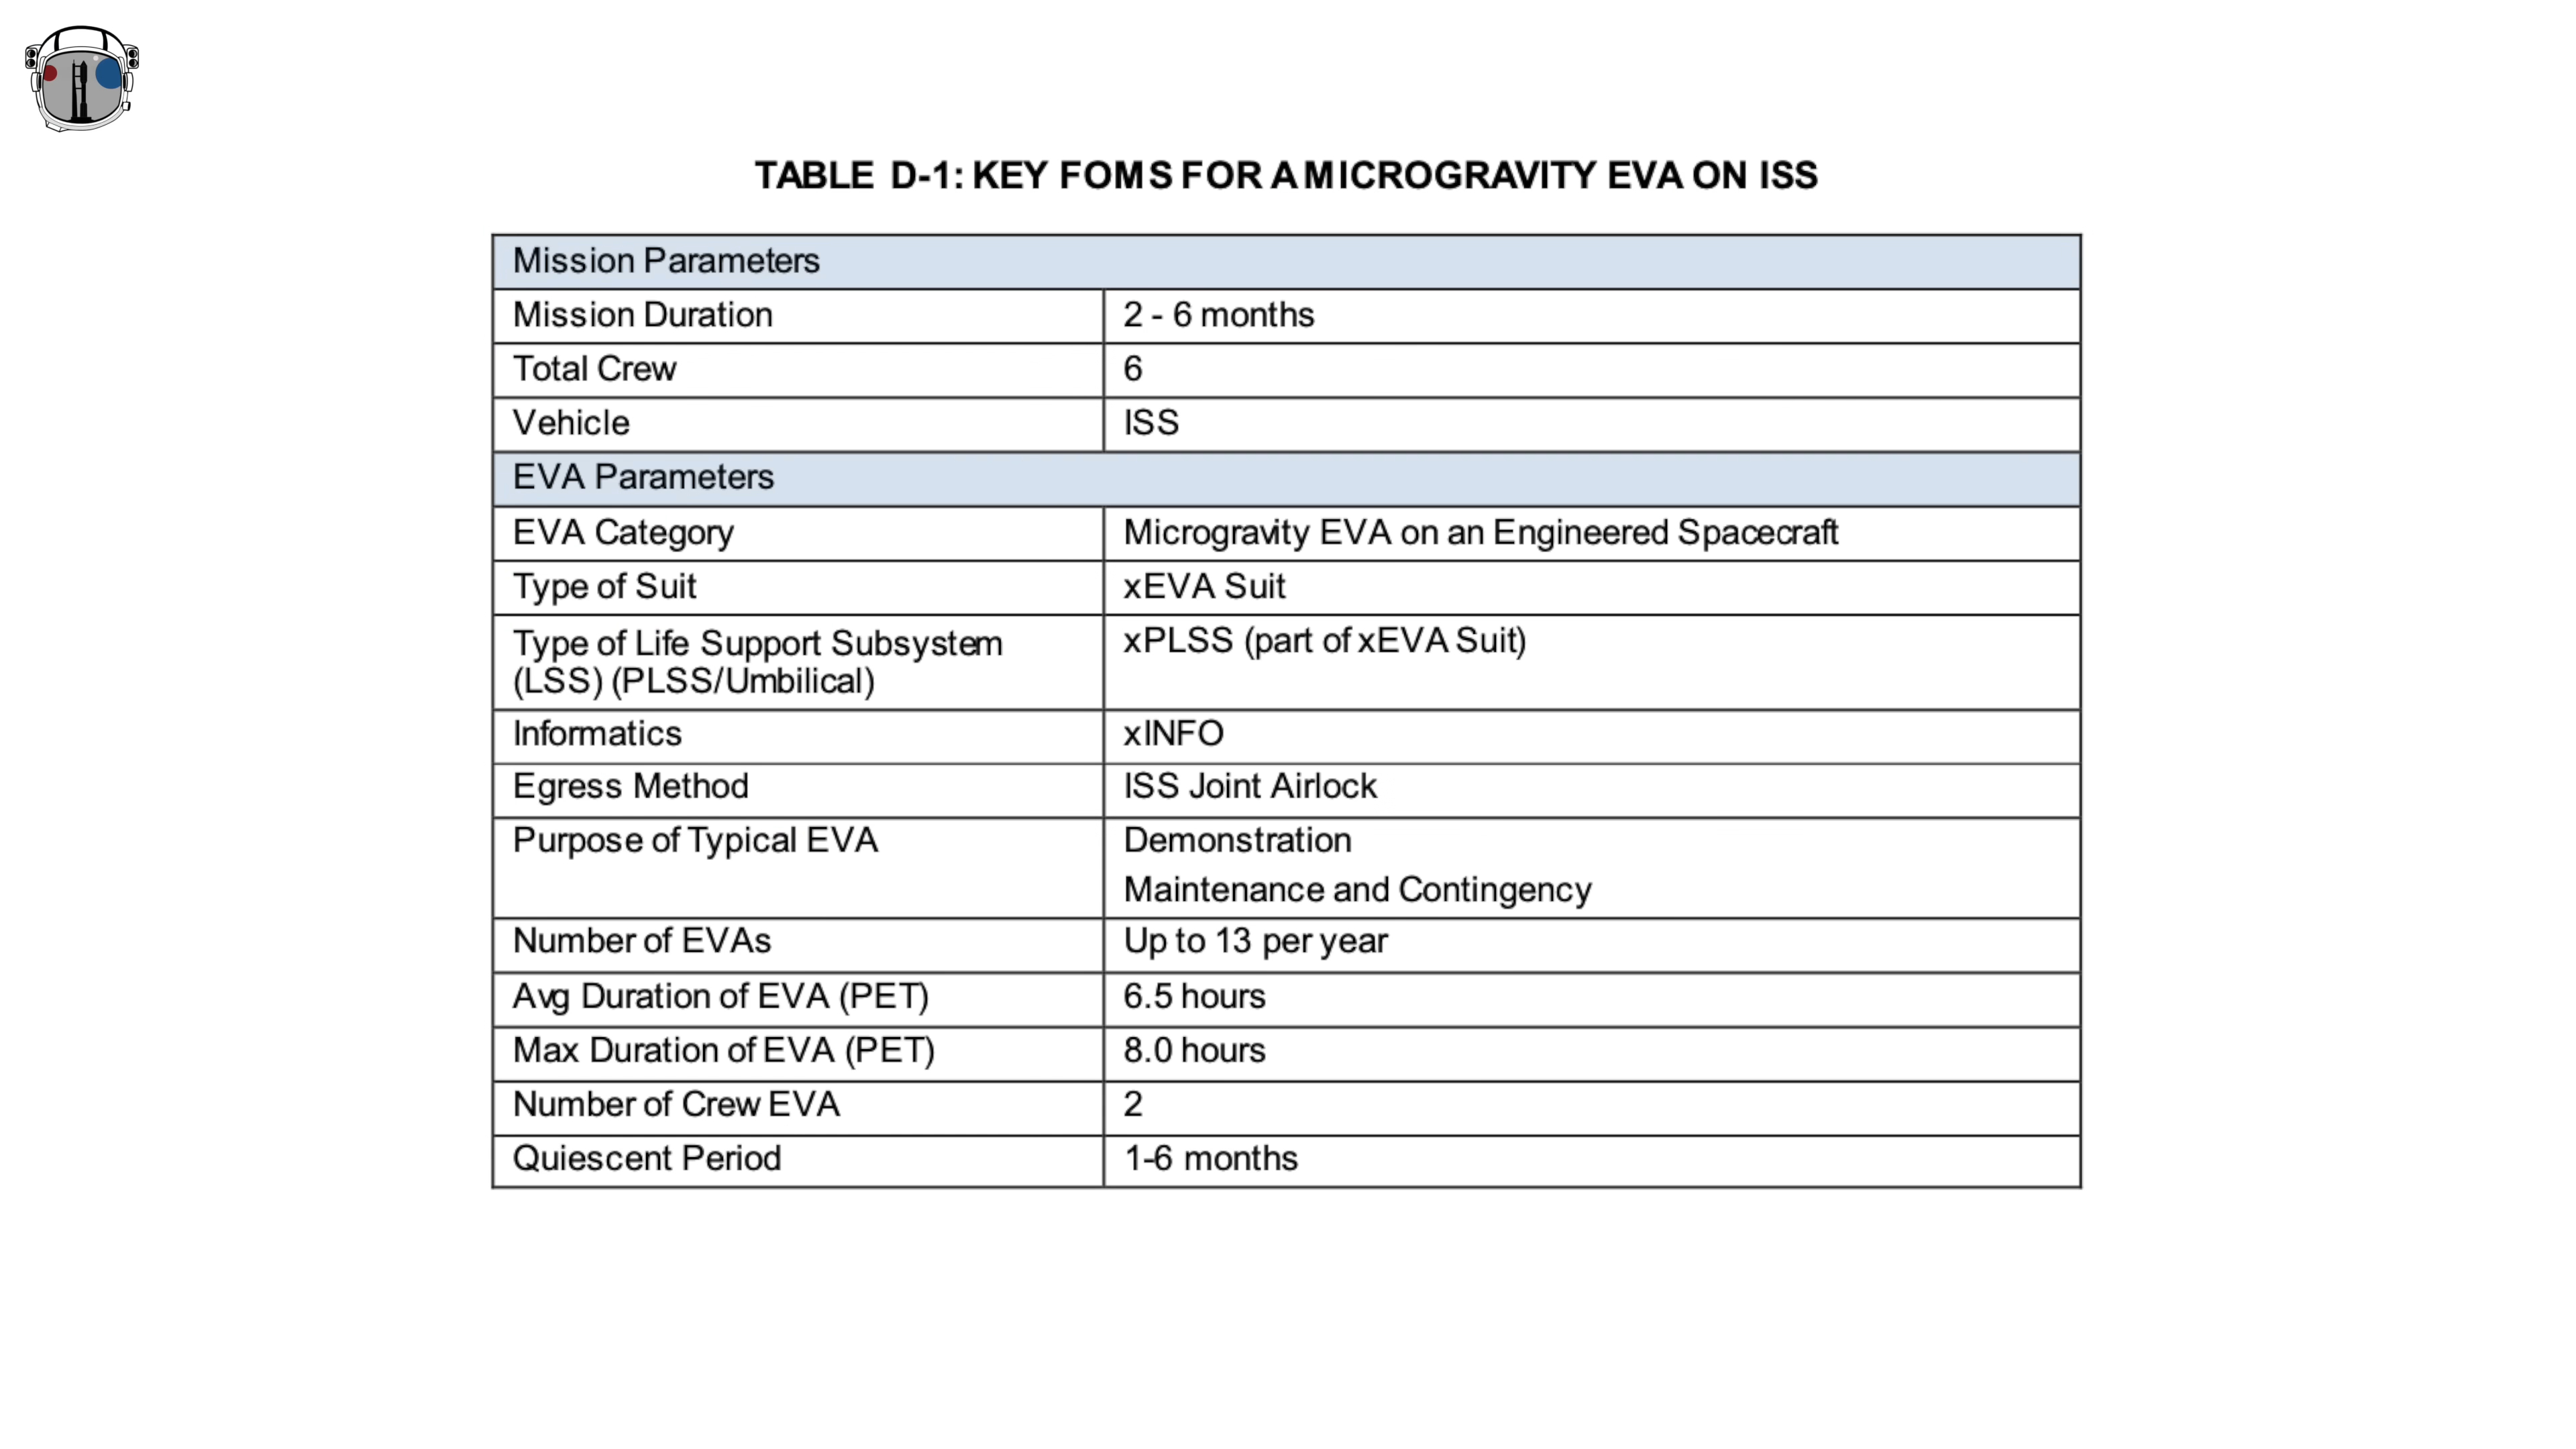 TABLE D-1: KEY FOMS FOR A MICROGRAVITY EVA ON ISS
Mission Parameters
Mission Duration 2 - 6 months
Total Crew 6
Vehicle ISS
EVA Parameters
EVA Category Microgravity EVA on an Engineered Spacecraft
Type of Suit xEVA Suit
Type of Life Support Subsystem xPLSS (part of xEVA Suit)
(LSS) (PLSS/Umbilical)
Informatics xINFO
Egress Method ISS Joint Airlock
Purpose of Typical EVA Demonstration
Maintenance and Contingency
Number of EVAs Up to 13 per year
Avg Duration of EVA (PET) 6.5 hours
Max Duration of EVA (PET) 8.0 hours
Number of Crew EVA 2
Quiescent Period 1-6 months